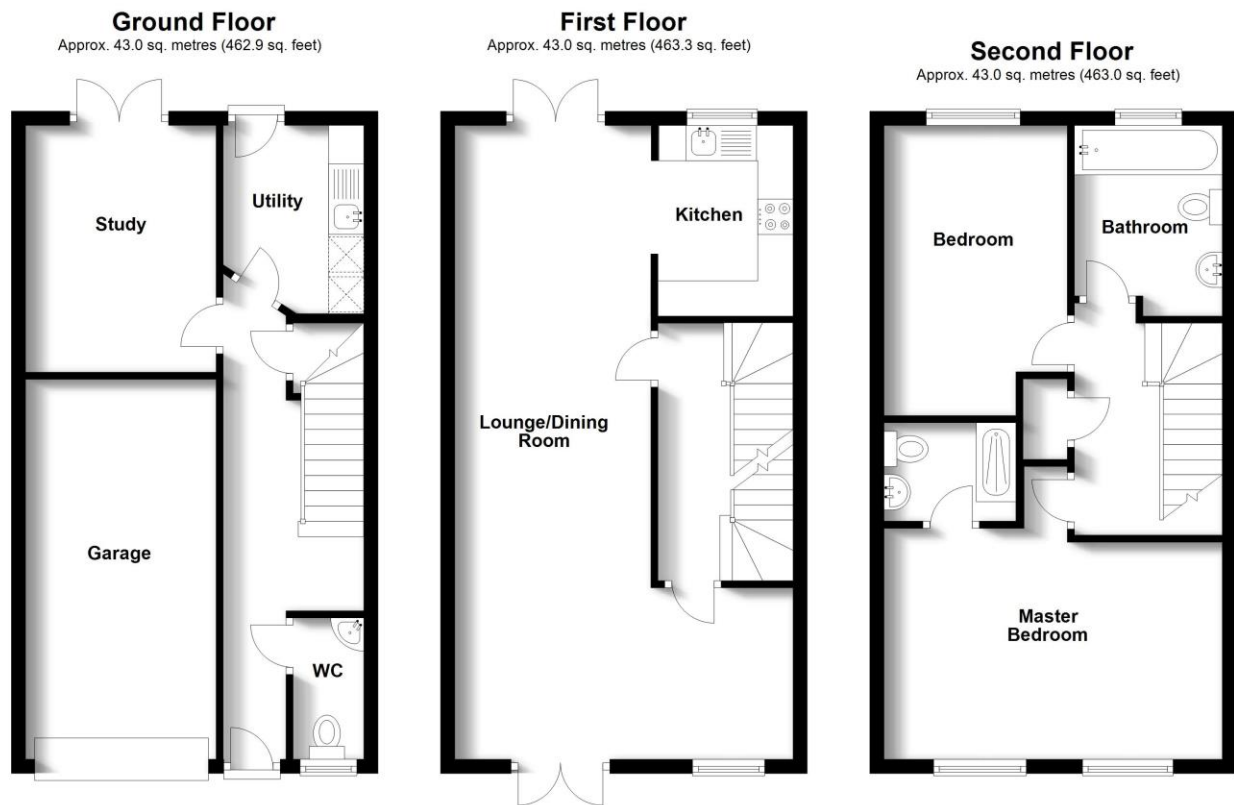 Ground Floor
Approx. 43.0 sq. metres (462.9 sq. feet)
Study
Utility
Garage
WC
First Floor
Approx. 43.0 sq. metres (463.3 sq. feet)
Kitchen
Lounge/Dining
Room
Second Floor
Approx. 43.0 sq. metres (463.0 sq. feet)
Bedroom
Bathroom
Master
Bedroom